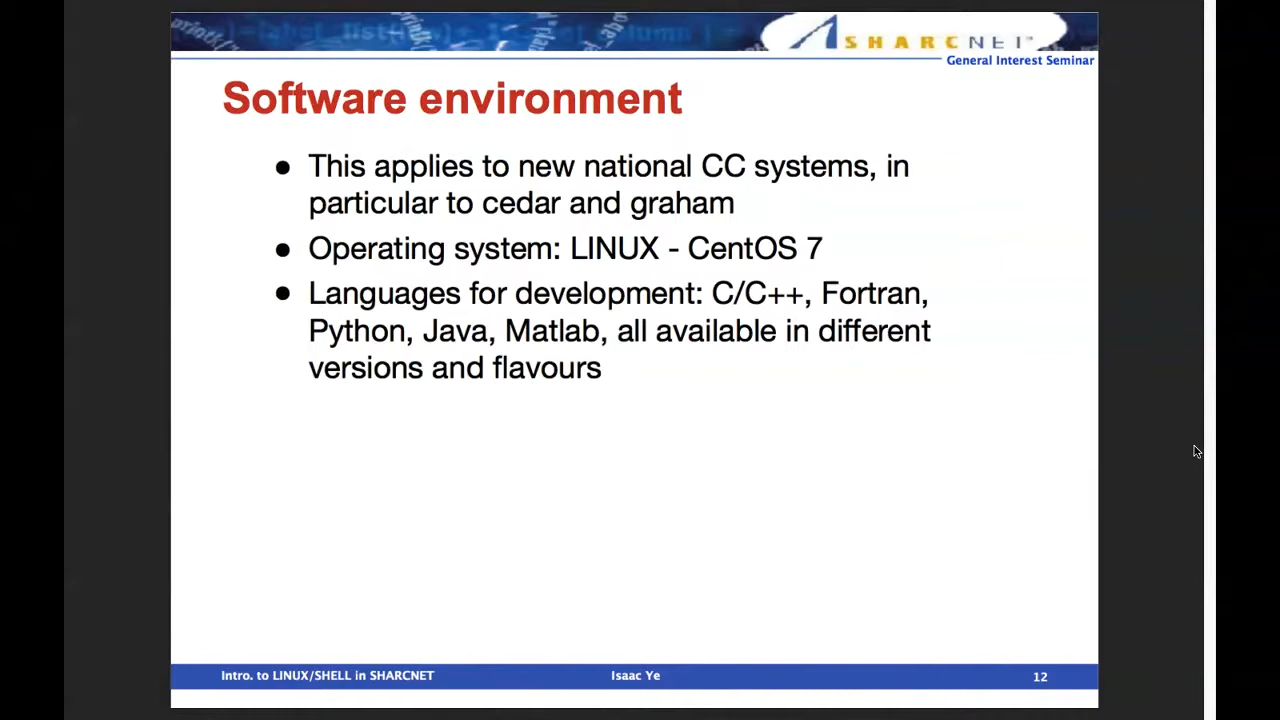 SHARCNET
General Interest Seminar
Software environment
● This applies to new national CC systems, in
particular to cedar and graham
● Operating system: LINUX - CentOS 7
● Languages for development: C/C++, Fortran,
Python, Java, Matlab, all available in different
versions and flavours
Intro. to LINUX/SHELL in SHARCNET Isaac Ye 12